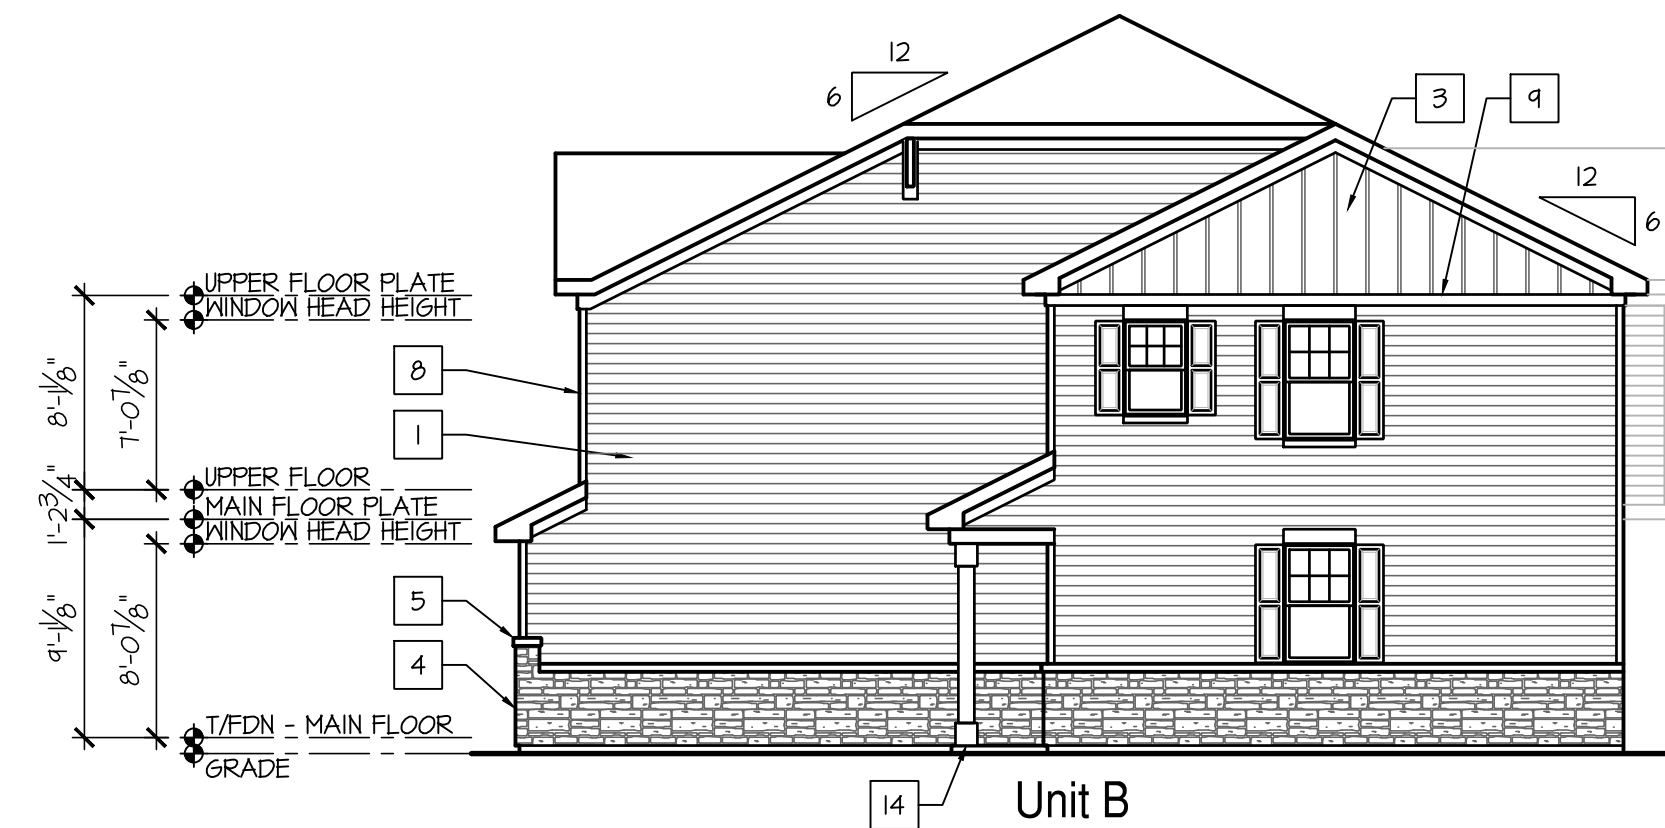 12
6
3
9
12
6
UPPER FLOOR PLATE
WINDOW HEAD HEIGHT
8'-1 1/8"
7'-0 7/8"
8
1
UPPER FLOOR
1'-2 3/4"
MAIN FLOOR PLATE
WINDOW HEAD HEIGHT
9'-1 1/8"
8'-0 7/8"
5
4
T/FDN - MAIN FLOOR
GRADE
14
Unit B